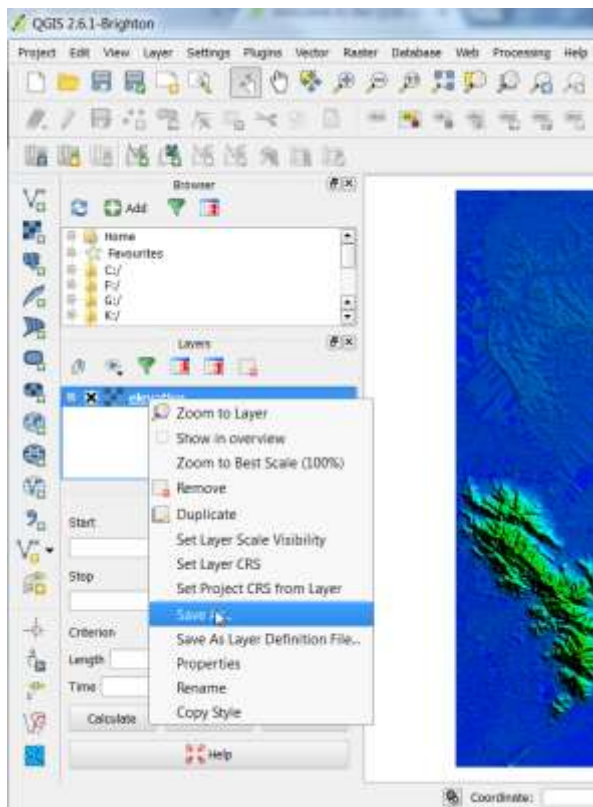 QGIS 2.6.1-Brighton
Project Edit View Layer Settings Plugins Vector Raster Database Web Processing Help
Browser
Add
Home
Favourites
C:/
F:/
G:/
K:/
Layers
elevation
Zoom to Layer
Show in overview
Zoom to Best Scale (100%)
Remove
Duplicate
Set Layer Scale Visibility
Set Layer CRS
Start
Set Project CRS from Layer
Stop
Save As...
Criterion
Save As Layer Definition File...
Length
Properties
Time
Rename
Calculate
Copy Style
Help
Coordinate: